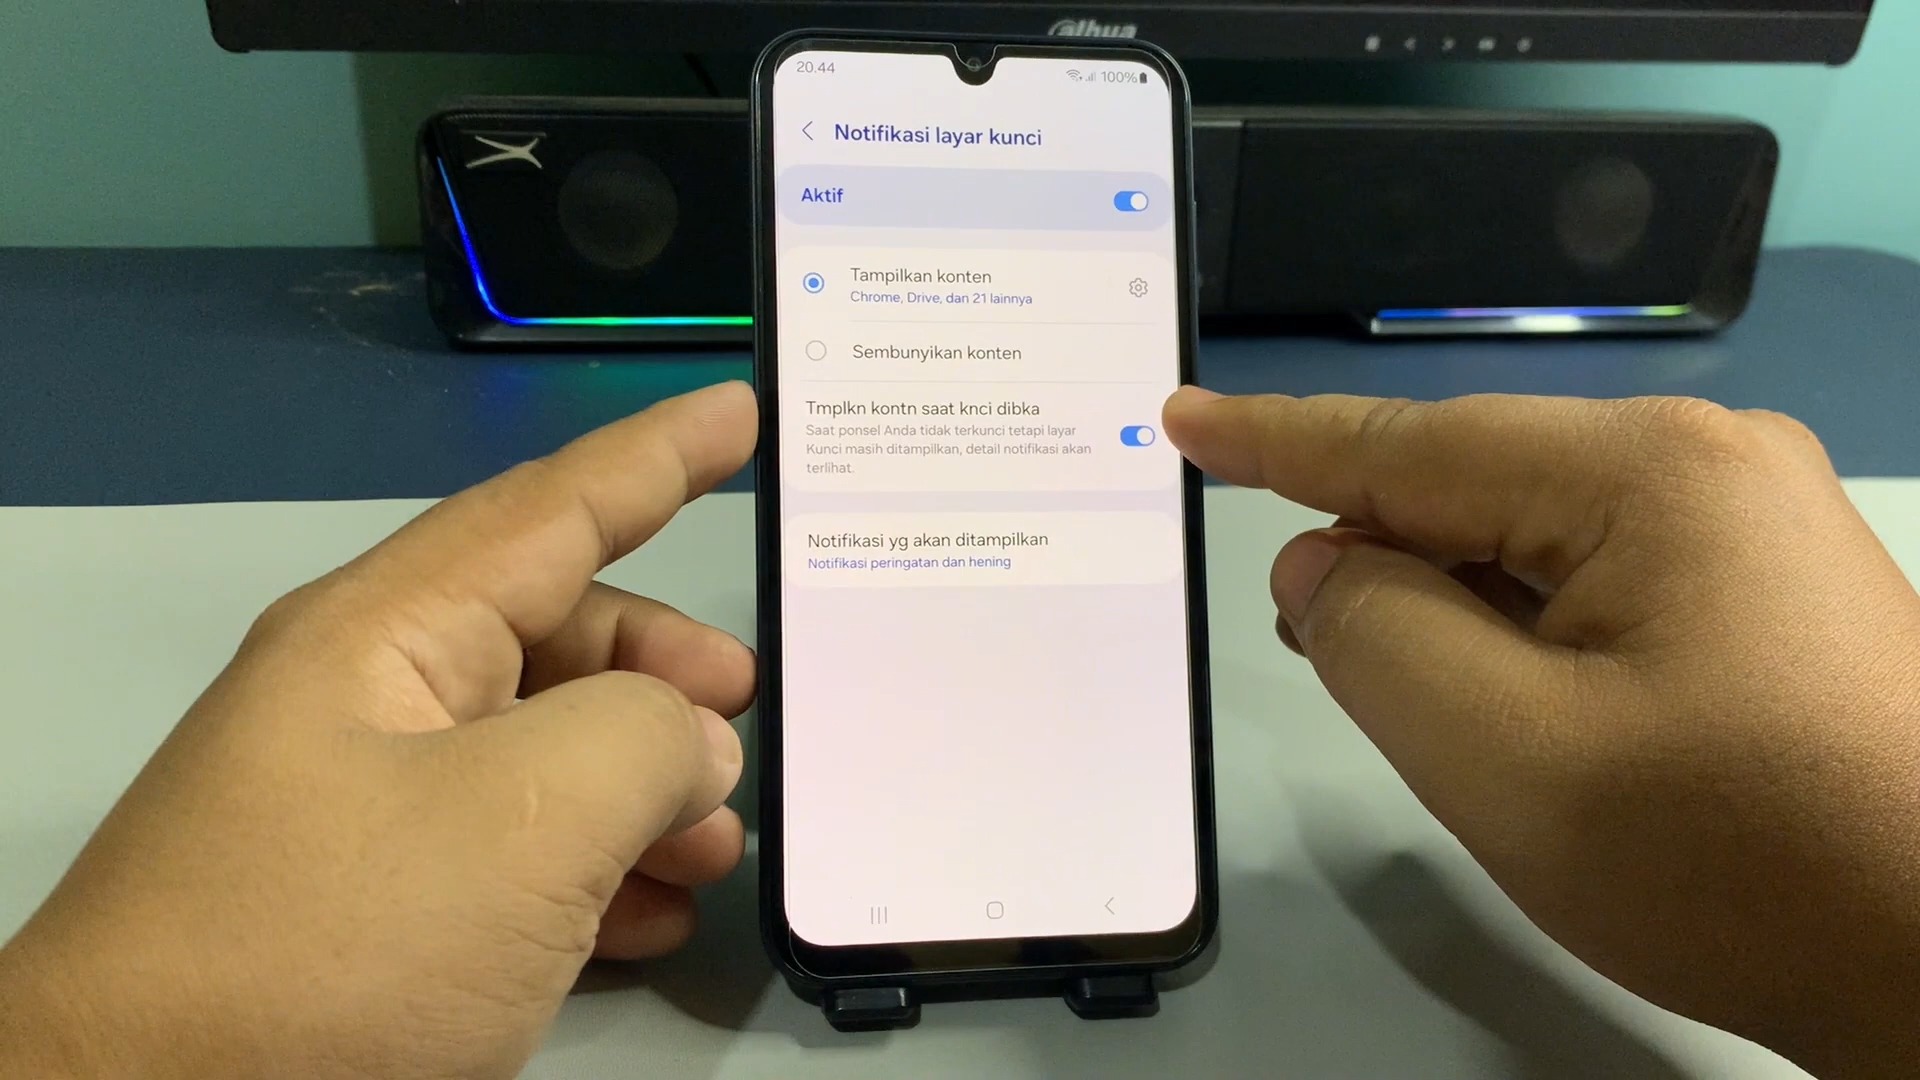 alhua
20.44
100%
Notifikasi layar kunci
Aktif
Tampilkan konten
Chrome, Drive, dan 21 lainnya
Sembunyikan konten
Tmplkn kontn saat knci dibka
Saat ponsel Anda tidak terkunci tetapi layar
Kunci masih ditampilkan, detail notifikasi akan
terlihat.
Notifikasi yg akan ditampilkan
Notifikasi peringatan dan hening